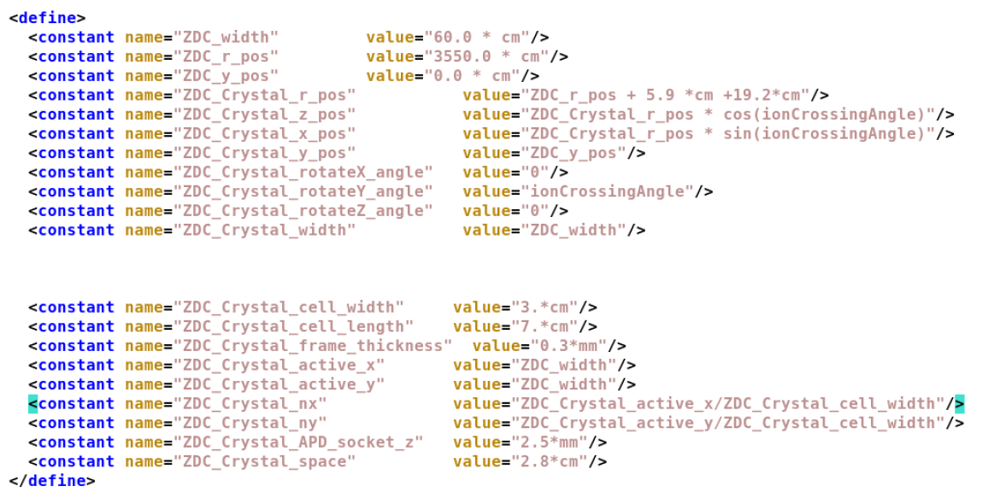 <define>
  <constant name="ZDC_width"         value="60.0 * cm"/>
  <constant name="ZDC_r_pos"         value="3550.0 * cm"/>
  <constant name="ZDC_y_pos"         value="0.0 * cm"/>
  <constant name="ZDC_Crystal_r_pos"           value="ZDC_r_pos + 5.9 *cm +19.2*cm"/>
  <constant name="ZDC_Crystal_z_pos"           value="ZDC_Crystal_r_pos * cos(ionCrossingAngle)"/>
  <constant name="ZDC_Crystal_x_pos"           value="ZDC_Crystal_r_pos * sin(ionCrossingAngle)"/>
  <constant name="ZDC_Crystal_y_pos"           value="ZDC_y_pos"/>
  <constant name="ZDC_Crystal_rotateX_angle"   value="0"/>
  <constant name="ZDC_Crystal_rotateY_angle"   value="ionCrossingAngle"/>
  <constant name="ZDC_Crystal_rotateZ_angle"   value="0"/>
  <constant name="ZDC_Crystal_width"           value="ZDC_width"/>
  <constant name="ZDC_Crystal_cell_width"     value="3.*cm"/>
  <constant name="ZDC_Crystal_cell_length"    value="7.*cm"/>
  <constant name="ZDC_Crystal_frame_thickness"  value="0.3*mm"/>
  <constant name="ZDC_Crystal_active_x"       value="ZDC_width"/>
  <constant name="ZDC_Crystal_active_y"       value="ZDC_width"/>
  <constant name="ZDC_Crystal_nx"             value="ZDC_Crystal_active_x/ZDC_Crystal_cell_width"/>
  <constant name="ZDC_Crystal_ny"             value="ZDC_Crystal_active_y/ZDC_Crystal_cell_width"/>
  <constant name="ZDC_Crystal_APD_socket_z"   value="2.5*mm"/>
  <constant name="ZDC_Crystal_space"          value="2.8*cm"/>
</define>